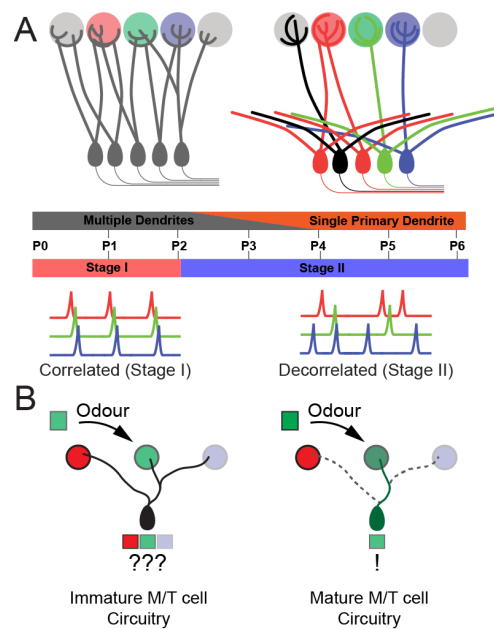 A
Multiple Dendrites
Single Primary Dendrite
P0 P1 P2 P3 P4 P5 P6
Stage I
Stage II
Correlated (Stage I)
Decorrelated (Stage II)
B
Odour
Odour
???
!
Immature M/T cell
Circuitry
Mature M/T cell
Circuitry